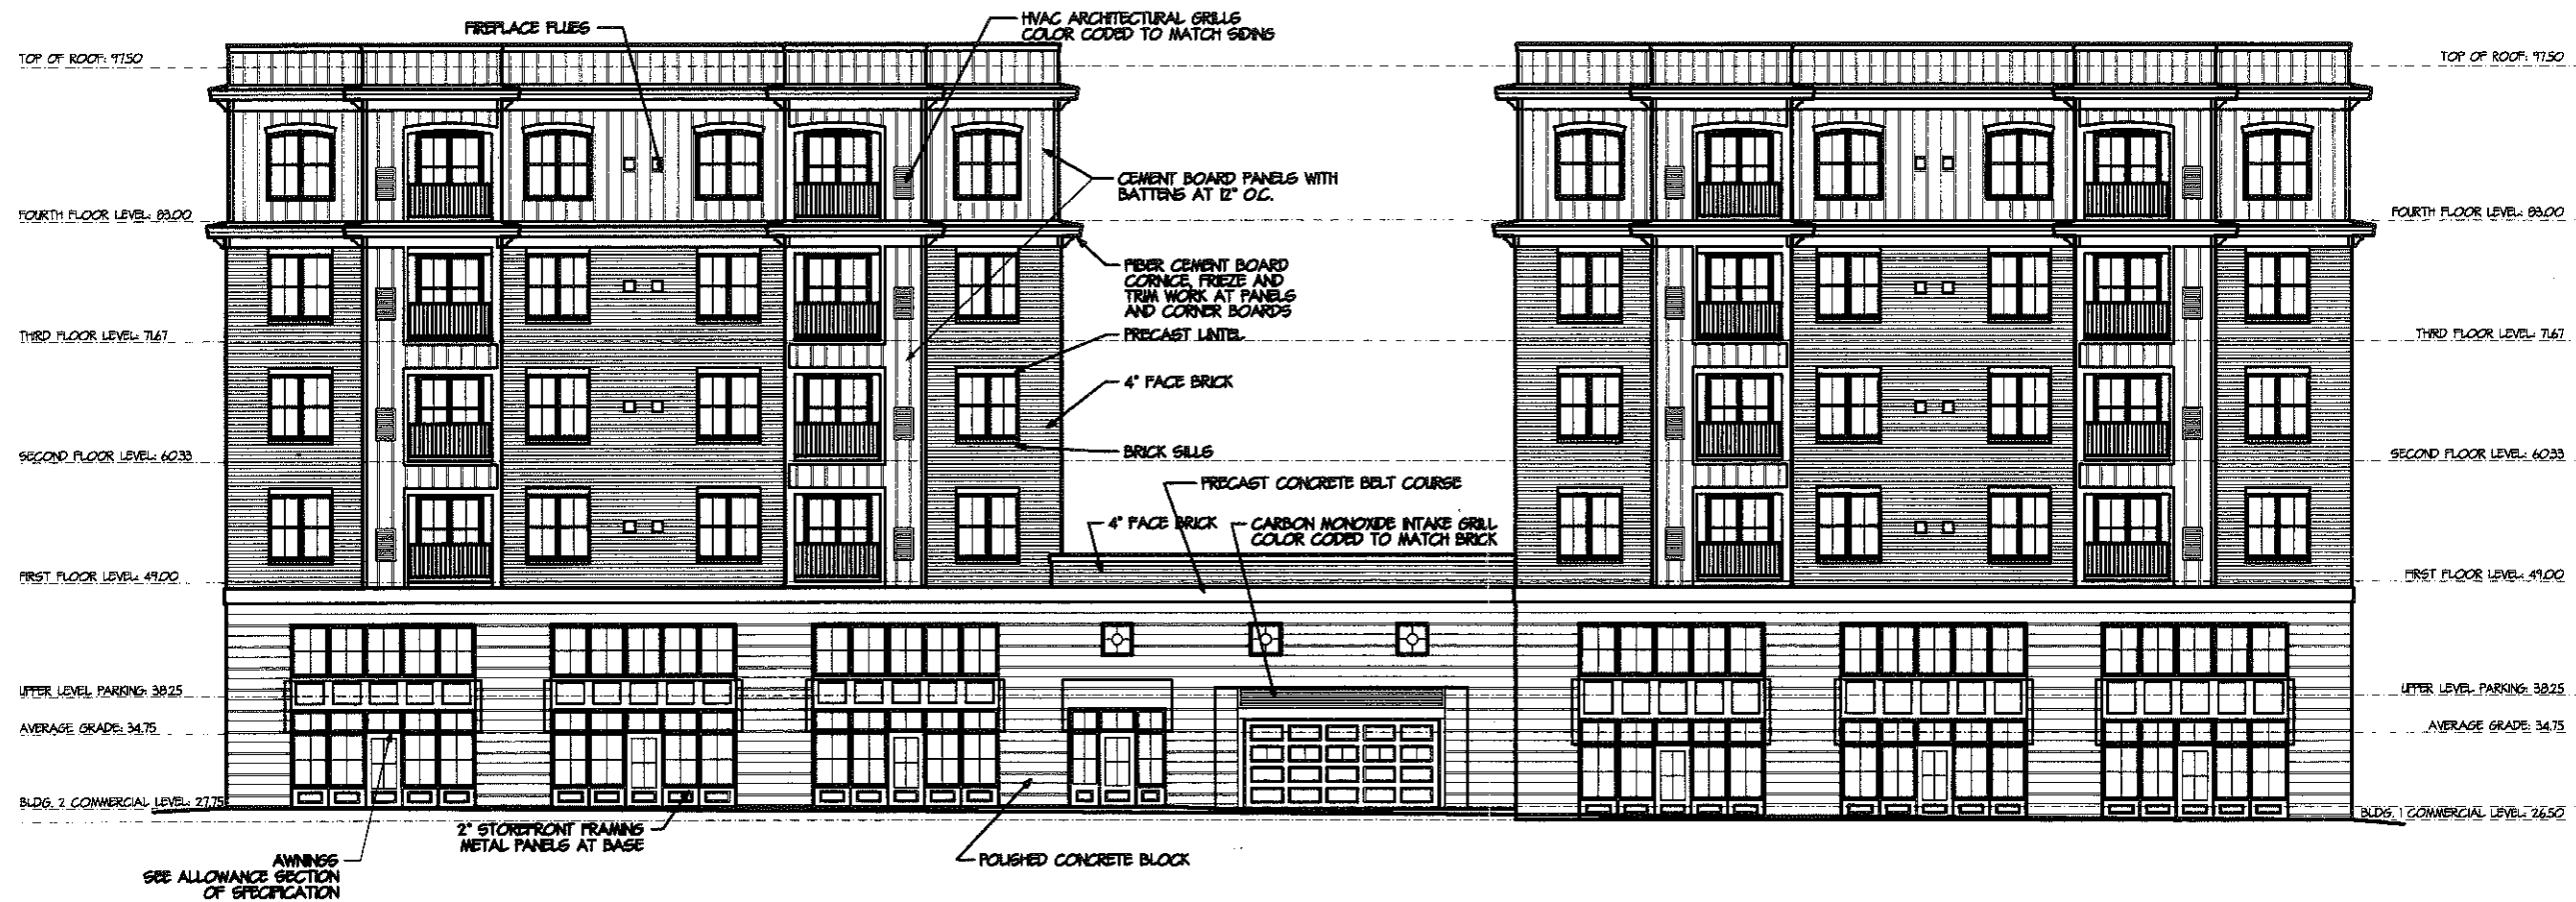 FIREPLACE FLUES
HVAC ARCHITECTURAL GRILLS
COLOR CODED TO MATCH SIDING
TOP OF ROOF: 97.50
TOP OF ROOF: 97.50
CEMENT BOARD PANELS WITH
BATTENS AT 12" O.C.
FOURTH FLOOR LEVEL: 83.00
FOURTH FLOOR LEVEL: 83.00
FIBER CEMENT BOARD
CORNICE, FRIEZE AND
TRIM WORK AT PANELS
AND CORNER BOARDS
THIRD FLOOR LEVEL: 71.67
PRECAST LINTEL
THIRD FLOOR LEVEL: 71.67
4" FACE BRICK
SECOND FLOOR LEVEL: 60.33
BRICK SILLS
SECOND FLOOR LEVEL: 60.33
PRECAST CONCRETE BELT COURSE
4" FACE BRICK
CARBON MONOXIDE INTAKE GRILL
COLOR CODED TO MATCH BRICK
FIRST FLOOR LEVEL: 49.00
FIRST FLOOR LEVEL: 49.00
UPPER LEVEL PARKING: 38.25
UPPER LEVEL PARKING: 38.25
AVERAGE GRADE: 34.75
AVERAGE GRADE: 34.75
BLDG. 2 COMMERCIAL LEVEL: 27.75
BLDG. 1 COMMERCIAL LEVEL: 26.50
2" STOREFRONT FRAMING
METAL PANELS AT BASE
AWNINGS
SEE ALLOWANCE SECTION
OF SPECIFICATION
POLISHED CONCRETE BLOCK